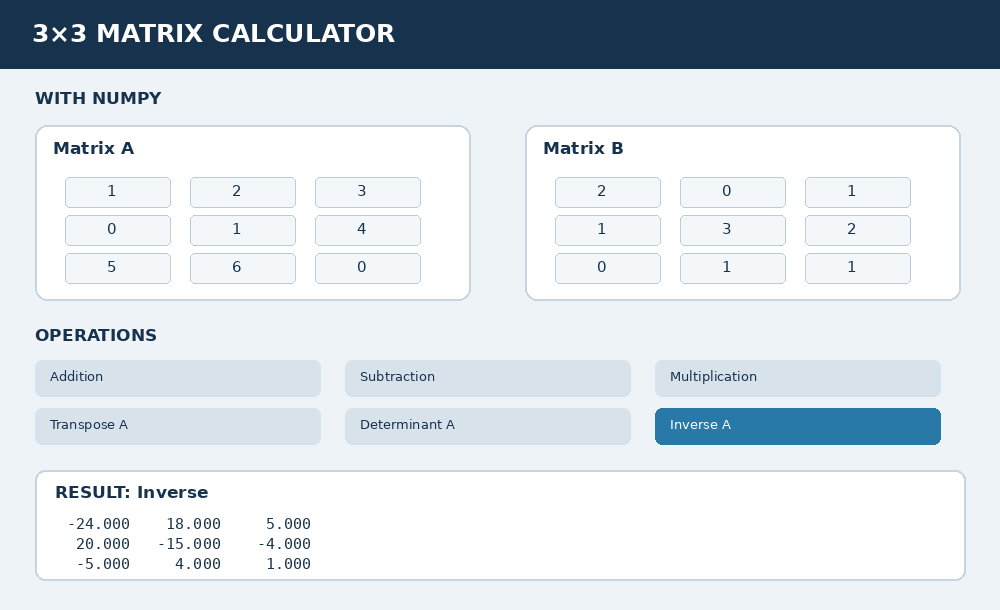 3×3 MATRIX CALCULATOR
WITH NUMPY
Matrix A
1 2 3
0 1 4
5 6 0
Matrix B
2 0 1
1 3 2
0 1 1
OPERATIONS
Addition Subtraction Multiplication
Transpose A Determinant A Inverse A
RESULT: Inverse
-24.000 18.000 5.000
20.000 -15.000 -4.000
-5.000 4.000 1.000